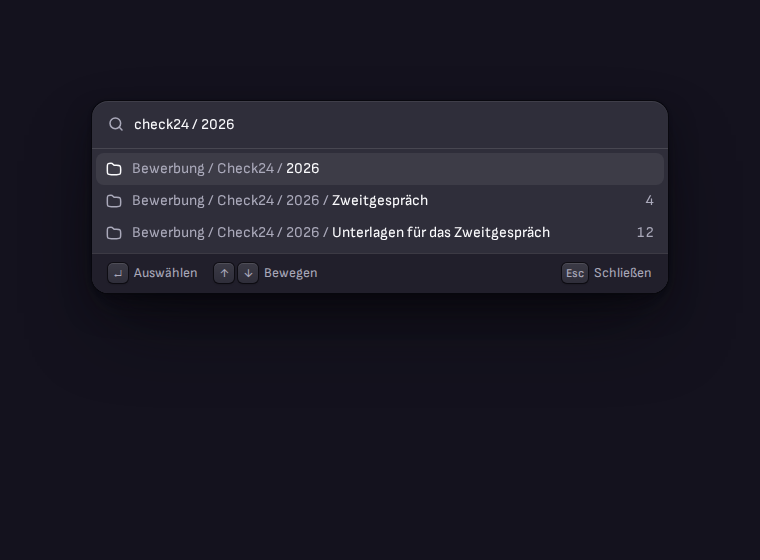 check24 / 2026
Bewerbung / Check24 / 2026
Bewerbung / Check24 / 2026 / Zweitgespräch 4
Bewerbung / Check24 / 2026 / Unterlagen für das Zweitgespräch 12
↵ Auswählen ↑ ↓ Bewegen Esc Schließen